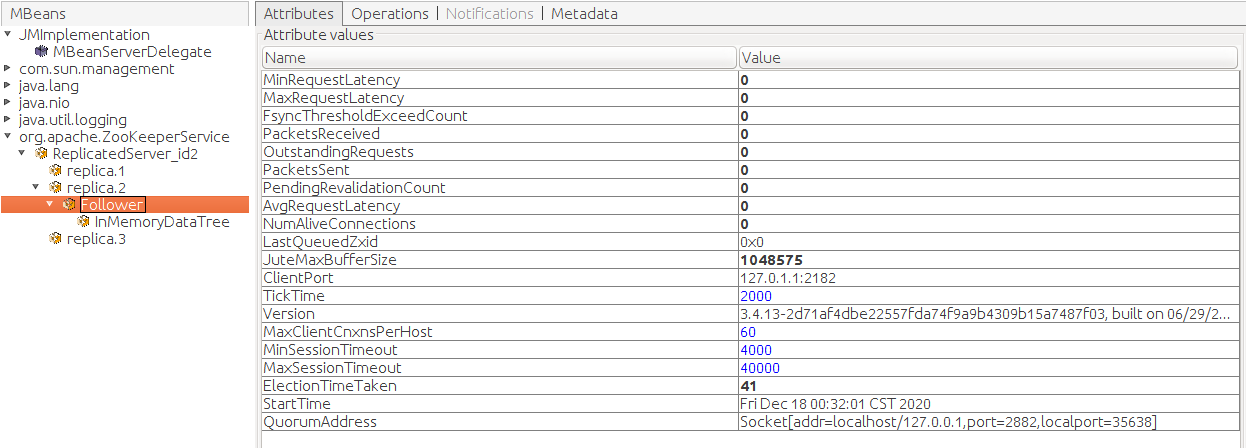 MBeans
JMImplementation
MBeanServerDelegate
com.sun.management
java.lang
java.nio
java.util.logging
org.apache.ZooKeeperService
ReplicatedServer_id2
replica.1
replica.2
Follower
InMemoryDataTree
replica.3
Attributes Operations Notifications Metadata
Attribute values
Name Value
MinRequestLatency 0
MaxRequestLatency 0
FsyncThresholdExceedCount 0
PacketsReceived 0
OutstandingRequests 0
PacketsSent 0
PendingRevalidationCount 0
AvgRequestLatency 0
NumAliveConnections 0
LastQueuedZxid 0x0
JuteMaxBufferSize 1048575
ClientPort 127.0.1.1:2182
TickTime 2000
Version 3.4.13-2d71af4dbe22557fda74f9a9b4309b15a7487f03, built on 06/29/2...
MaxClientCnxnsPerHost 60
MinSessionTimeout 4000
MaxSessionTimeout 40000
ElectionTimeTaken 41
StartTime Fri Dec 18 00:32:01 CST 2020
QuorumAddress Socket[addr=localhost/127.0.0.1,port=2882,localport=35638]